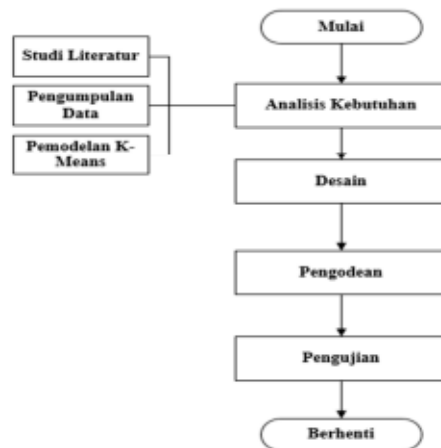 Mulai
Studi Literatur
Pengumpulan
Data
Pemodelan K-
Means
Analisis Kebutuhan
Desain
Pengodean
Pengujian
Berhenti